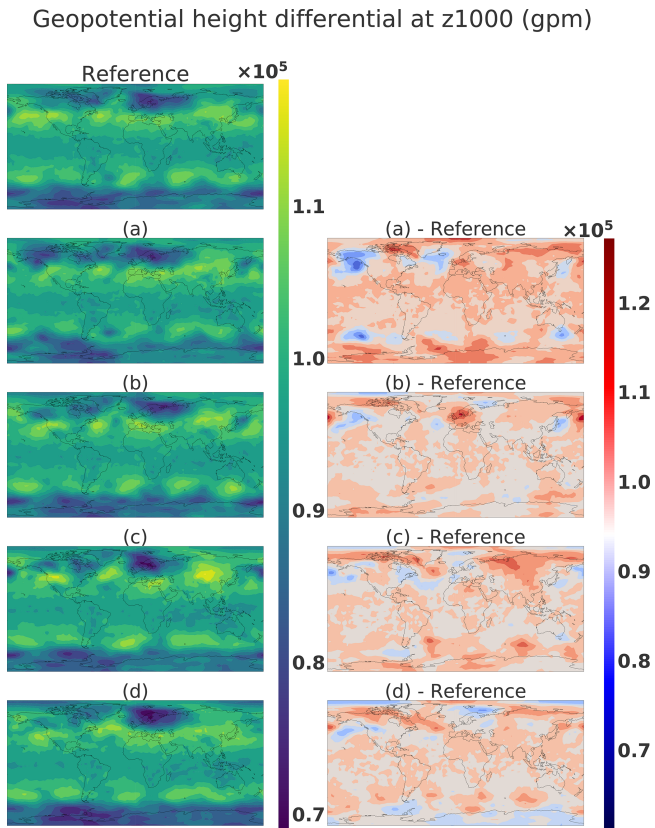 Geopotential height differential at z1000 (gpm)
Reference
×10⁵
1.1
1.0
0.9
0.8
0.7
(a)
(a) - Reference
×10⁵
1.2
1.1
1.0
0.9
0.8
0.7
(b)
(b) - Reference
(c)
(c) - Reference
(d)
(d) - Reference